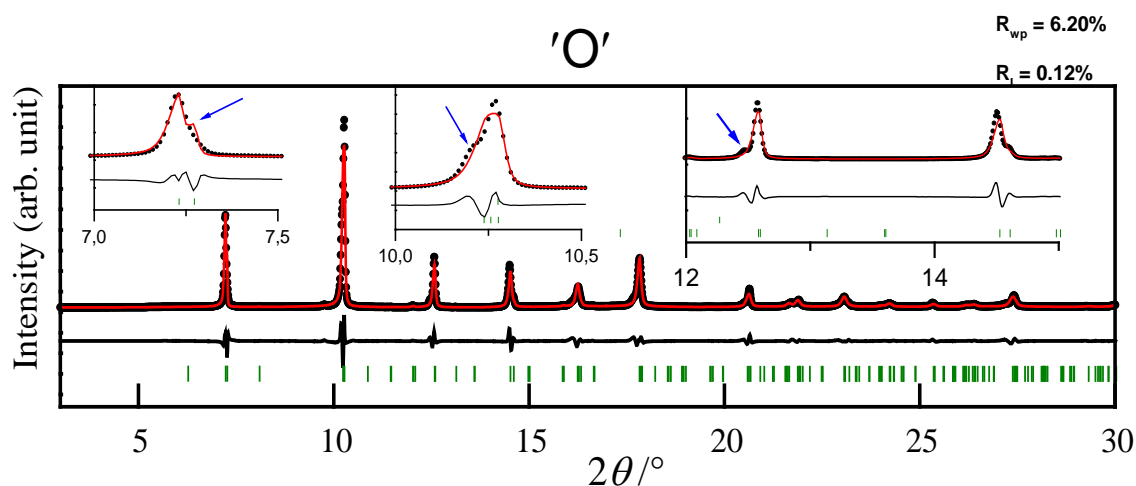 'O'
R_wp = 6.20%
R_I = 0.12%
Intensity (arb. unit)
7,0 7,5
10,0 10,5
12 14
5 10 15 20 25 30
2θ/°